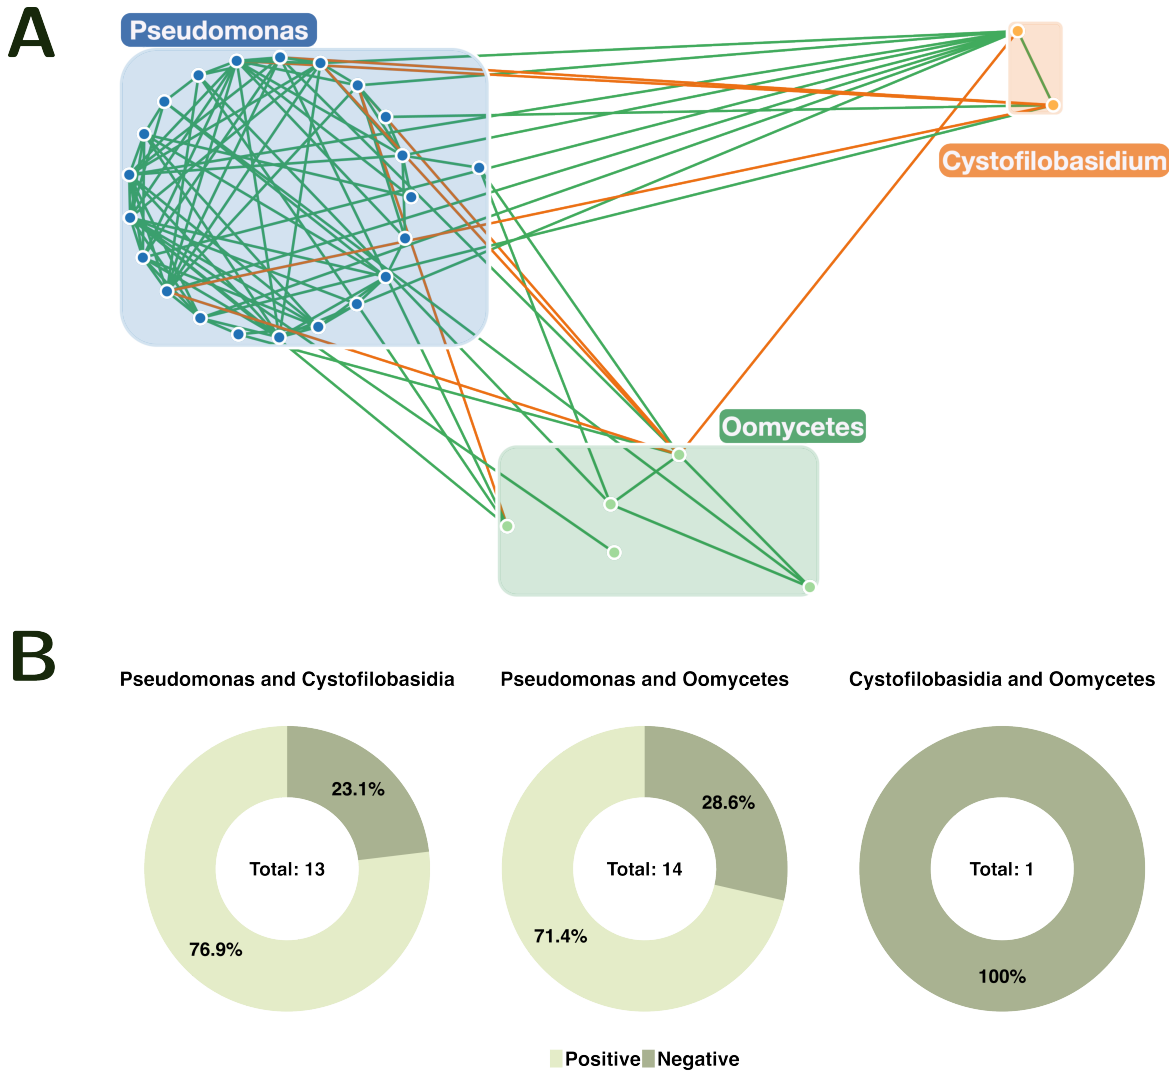 A
Pseudomonas
Cystofilobasidium
Oomycetes
B
Pseudomonas and Cystofilobasidia
Pseudomonas and Oomycetes
Cystofilobasidia and Oomycetes
23.1%
28.6%
Total: 13
Total: 14
Total: 1
76.9%
71.4%
100%
Positive Negative